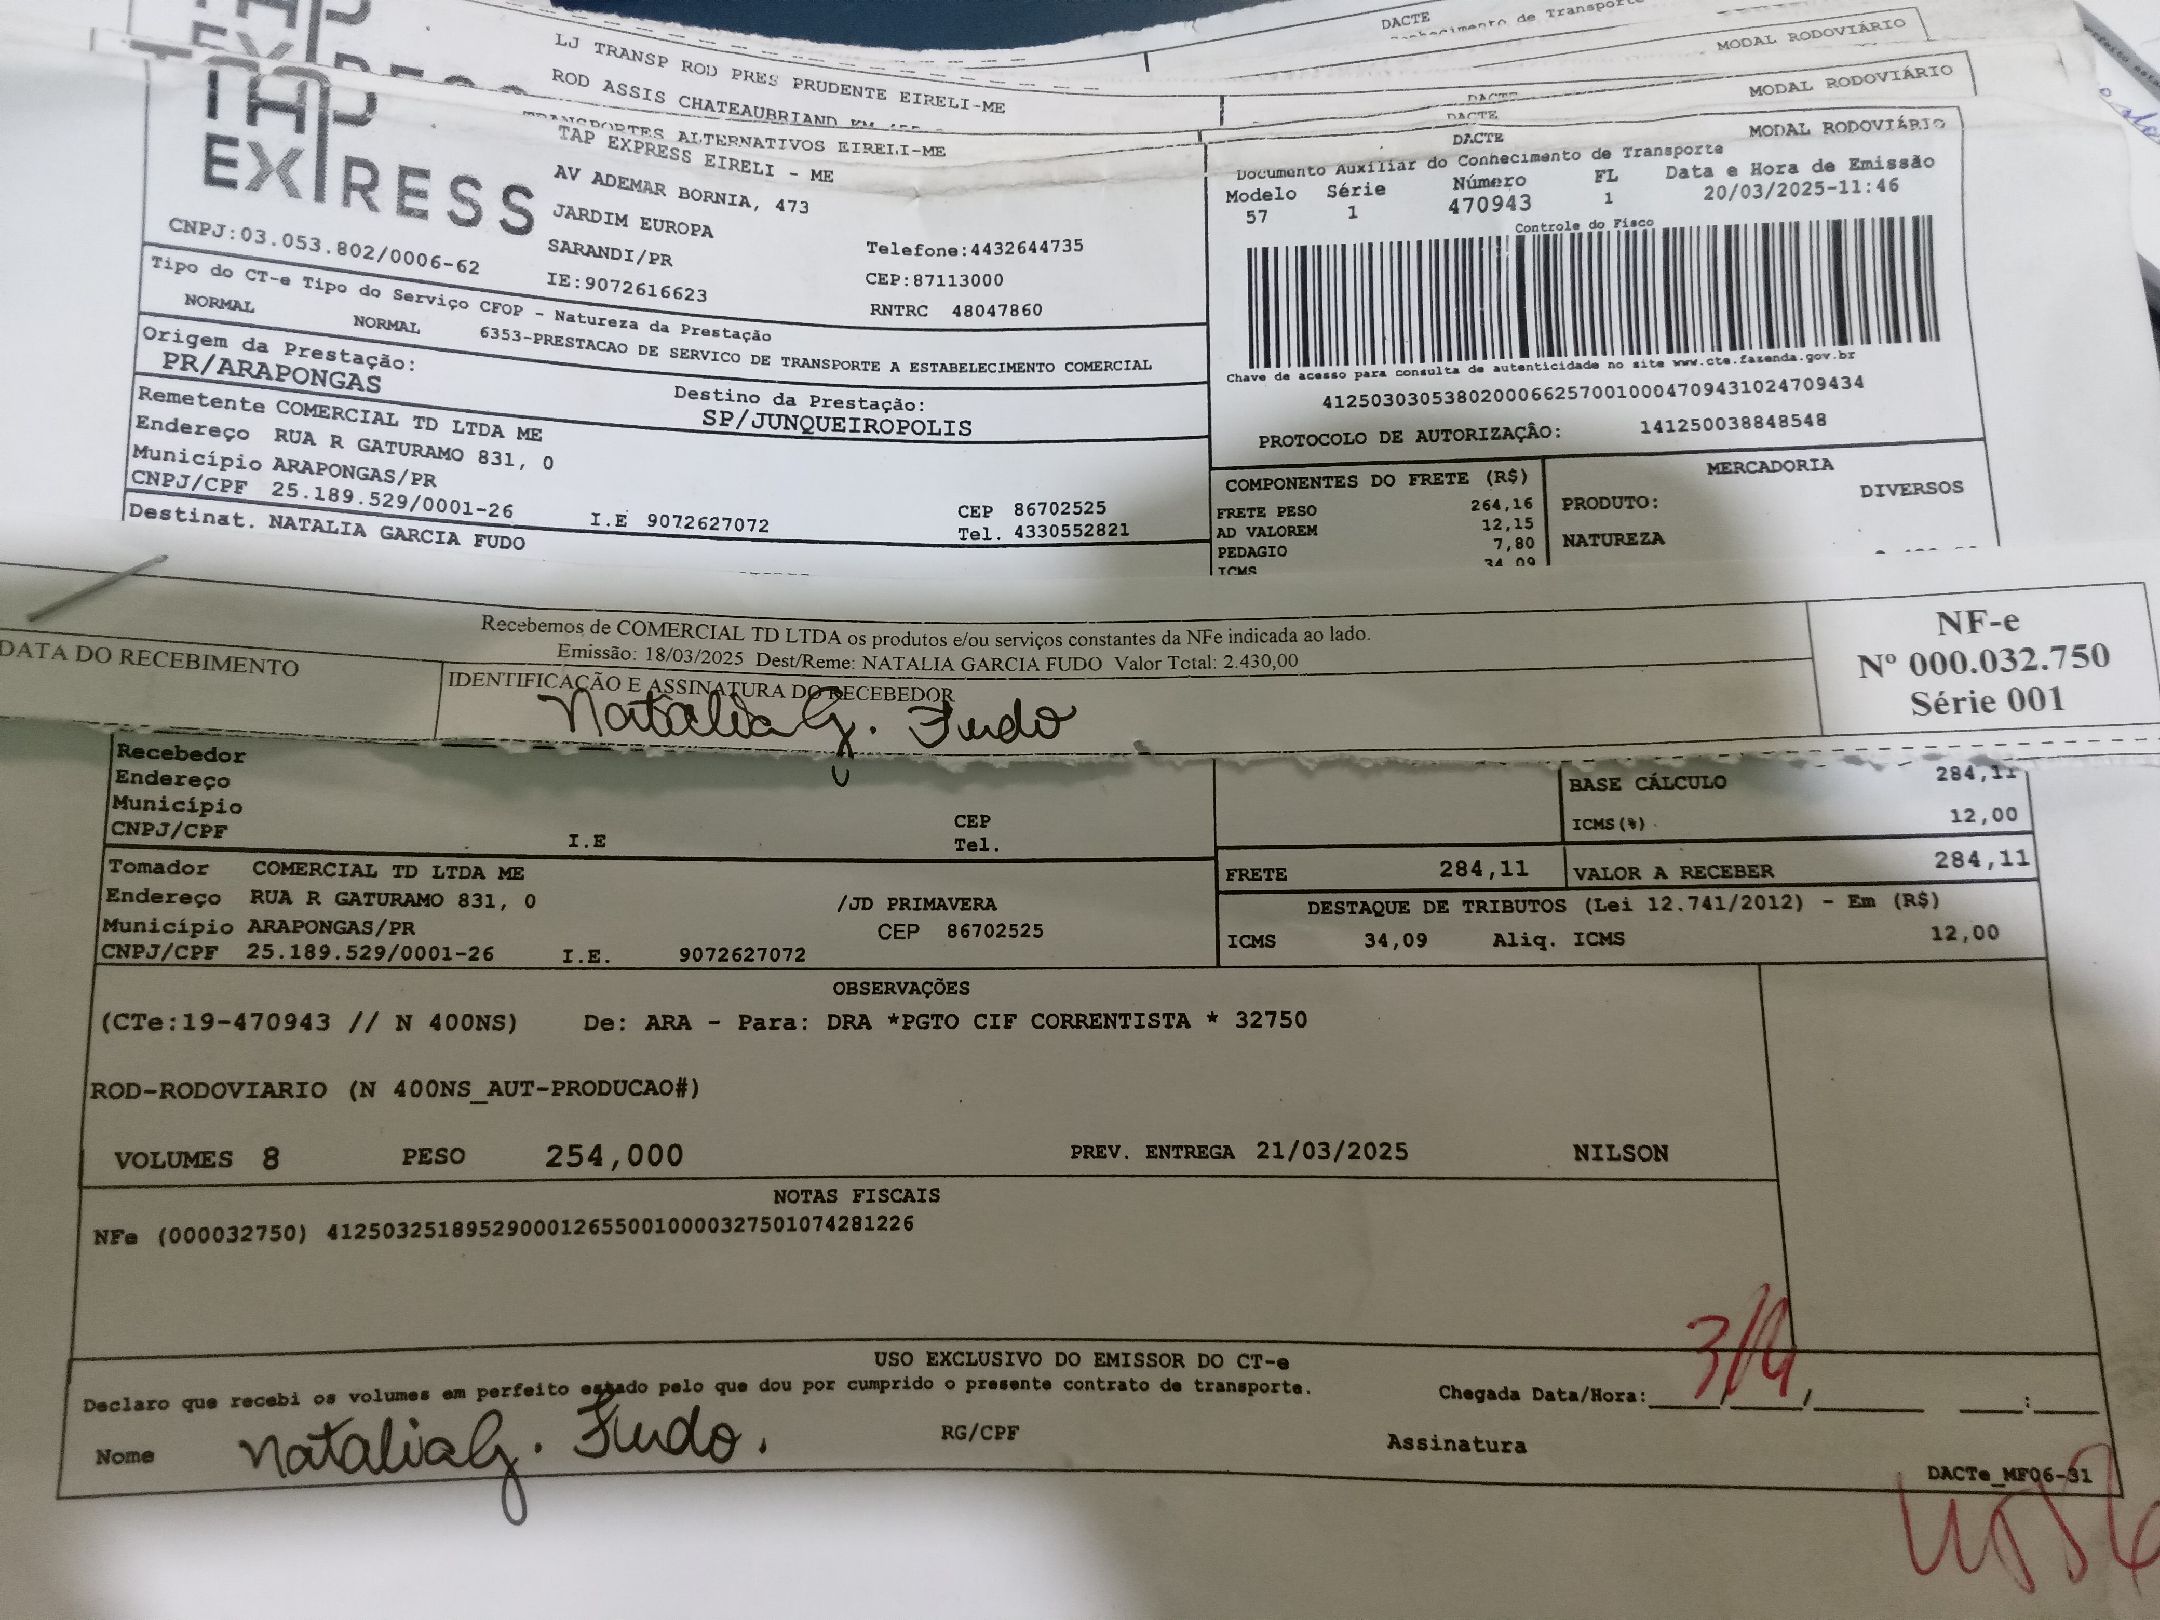 DACTE
MODAL RODOVIÁRIO
LJ TRANSP ROD PRES PRUDENTE EIRELI-ME
ROD ASSIS CHATEAUBRIAND
DACTE
MODAL RODOVIÁRIO
TRANSPORTES ALTERNATIVOS EIRELI-ME
DACTE
TAP EXPRESS
TAP EXPRESS EIRELI - ME
AV ADEMAR BORNIA, 473
JARDIM EUROPA
SARANDI/PR
IE:9072616623
Telefone:4432644735
CEP:87113000
RNTRC 48047860
CNPJ:03.053.802/0006-62
DACTE MODAL RODOVIÁRIO
Documento Auxiliar do Conhecimento de Transporte
Modelo Série Número FL Data e Hora de Emissão
57 1 470943 1 20/03/2025-11:46
Controle do Fisco
Chave de acesso para consulta de autenticidade no site www.cte.fazenda.gov.br
41250303053802000662570010004709431024709434
PROTOCOLO DE AUTORIZAÇÃO: 141250038848548
Tipo do CT-e Tipo do Serviço CFOP - Natureza da Prestação
NORMAL NORMAL 6353-PRESTACAO DE SERVICO DE TRANSPORTE A ESTABELECIMENTO COMERCIAL
Origem da Prestação: Destino da Prestação:
PR/ARAPONGAS SP/JUNQUEIROPOLIS
Remetente COMERCIAL TD LTDA ME
Endereço RUA R GATURAMO 831, 0
Município ARAPONGAS/PR CEP 86702525
CNPJ/CPF 25.189.529/0001-26 I.E 9072627072 Tel. 4330552821
Destinat. NATALIA GARCIA FUDO
COMPONENTES DO FRETE (R$)
FRETE PESO 264,16
AD VALOREM 12,15
PEDAGIO 7,80
ICMS 34,09
MERCADORIA
PRODUTO: DIVERSOS
NATUREZA
Recebemos de COMERCIAL TD LTDA os produtos e/ou serviços constantes da NFe indicada ao lado.
Emissão: 18/03/2025 Dest/Reme: NATALIA GARCIA FUDO Valor Total: 2.430,00
DATA DO RECEBIMENTO
IDENTIFICAÇÃO E ASSINATURA DO RECEBEDOR
Natalia G. Fudo
NF-e
Nº 000.032.750
Série 001
Recebedor
Endereço
Município CEP
CNPJ/CPF I.E Tel.
BASE CÁLCULO 284,11
ICMS(%) 12,00
FRETE 284,11 VALOR A RECEBER 284,11
Tomador COMERCIAL TD LTDA ME
Endereço RUA R GATURAMO 831, 0 /JD PRIMAVERA
Município ARAPONGAS/PR CEP 86702525
CNPJ/CPF 25.189.529/0001-26 I.E. 9072627072
DESTAQUE DE TRIBUTOS (Lei 12.741/2012) - Em (R$)
ICMS 34,09 Aliq. ICMS 12,00
OBSERVAÇÕES
(CTe:19-470943 // N 400NS) De: ARA - Para: DRA *PGTO CIF CORRENTISTA * 32750
ROD-RODOVIARIO (N 400NS_AUT-PRODUCAO#)
VOLUMES 8 PESO 254,000 PREV. ENTREGA 21/03/2025 NILSON
NOTAS FISCAIS
NFe (000032750) 41250325189529000126550010000327501074281226
USO EXCLUSIVO DO EMISSOR DO CT-e
Declaro que recebi os volumes em perfeito estado pelo que dou por cumprido o presente contrato de transporte.
Chegada Data/Hora: 3/4
Nome Natalia G. Fudo. RG/CPF Assinatura
DACTe_MF06-31